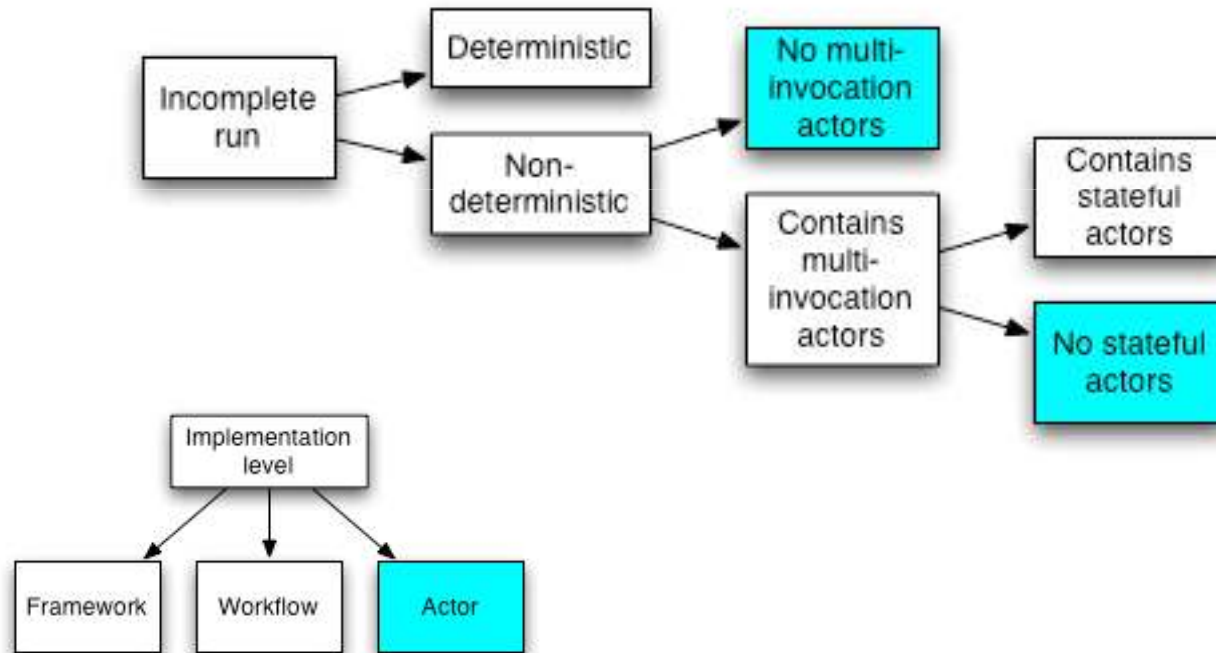 Incomplete
run
Deterministic
Non-
deterministic
No multi-
invocation
actors
Contains
multi-
invocation
actors
Contains
stateful
actors
No stateful
actors
Implementation
level
Framework
Workflow
Actor